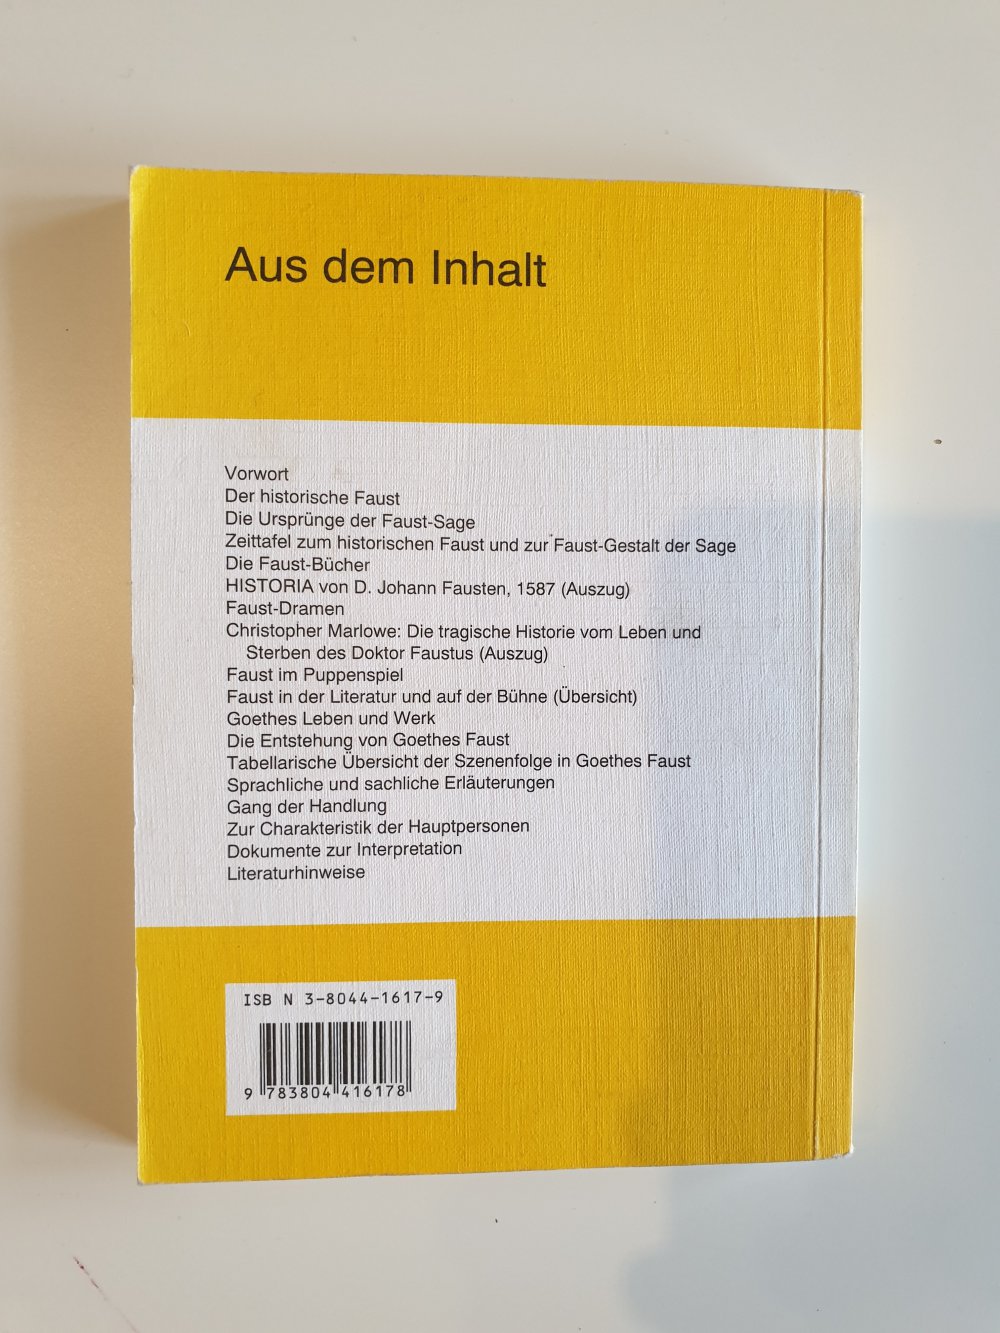 Aus dem Inhalt
Vorwort
Der historische Faust
Die Ursprünge der Faust-Sage
Zeittafel zum historischen Faust und zur Faust-Gestalt der Sage
Die Faust-Bücher
HISTORIA von D. Johann Fausten, 1587 (Auszug)
Faust-Dramen
Christopher Marlowe: Die tragische Historie vom Leben und
Sterben des Doktor Faustus (Auszug)
Faust im Puppenspiel
Faust in der Literatur und auf der Bühne (Übersicht)
Goethes Leben und Werk
Die Entstehung von Goethes Faust
Tabellarische Übersicht der Szenenfolge in Goethes Faust
Sprachliche und sachliche Erläuterungen
Gang der Handlung
Zur Charakteristik der Hauptpersonen
Dokumente zur Interpretation
Literaturhinweise
ISB N 3-8044-1617-9
9 783804 416178